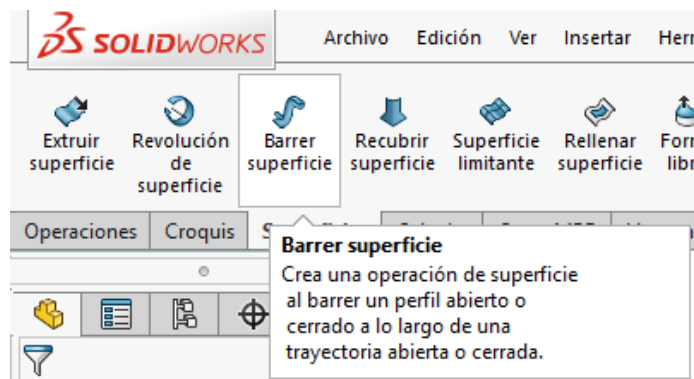 SOLIDWORKS
Archivo Edición Ver Insertar
Extruir superficie
Revolución de superficie
Barrer superficie
Recubrir superficie
Superficie limitante
Rellenar superficie
Operaciones Croquis
Barrer superficie
Crea una operación de superficie
al barrer un perfil abierto o
cerrado a lo largo de una
trayectoria abierta o cerrada.